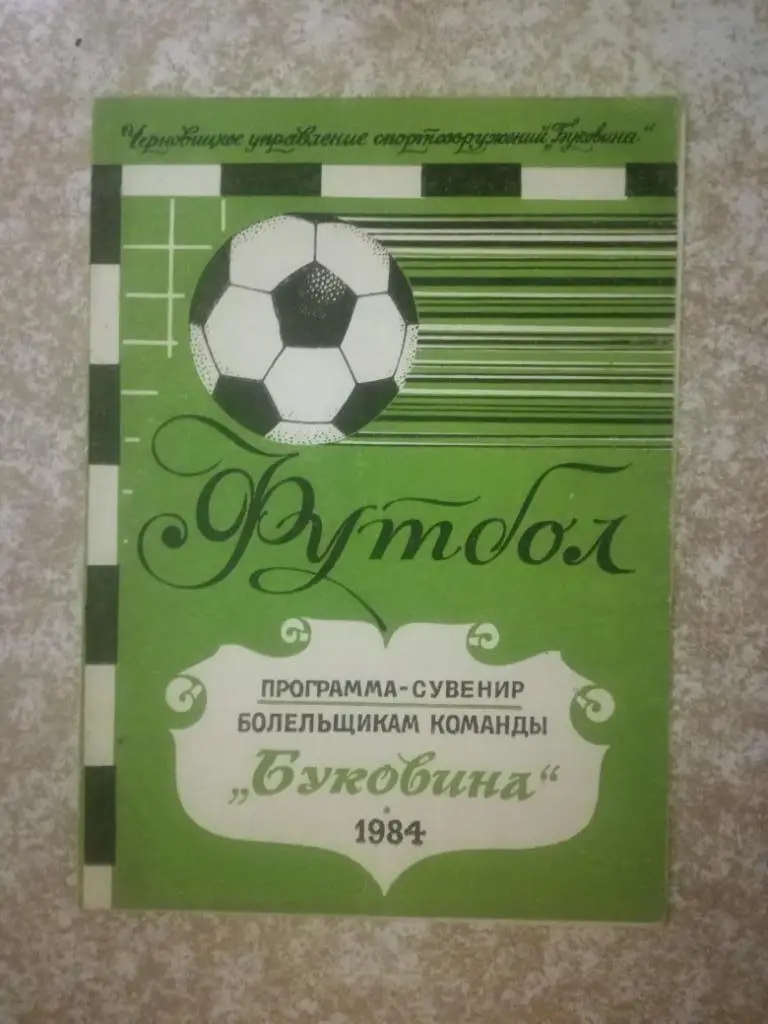 Черновицкое управление спортсооружений „Буковина"
Футбол
ПРОГРАММА-СУВЕНИР
БОЛЕЛЬЩИКАМ КОМАНДЫ
„Буковина“
1984